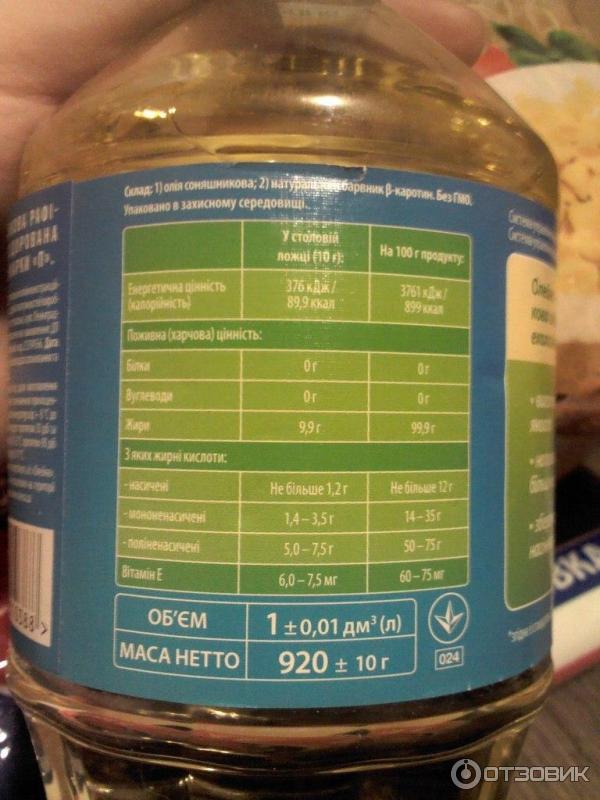 Склад: 1) олія соняшникова; 2) натуральний барвник β-каротин. Без ГМО.
Упаковано в захисному середовищі.
У столовій ложці (10 г):
На 100 г продукту:
Енергетична цінність (калорійність)
376 кДж / 89,9 ккал
3761 кДж / 899 ккал
Поживна (харчова) цінність:
Білки 0 г 0 г
Вуглеводи 0 г 0 г
Жири 9,9 г 99,9 г
З яких жирні кислоти:
- насичені Не більше 1,2 г Не більше 12 г
- мононенасичені 1,4 – 3,5 г 14 – 35 г
- поліненасичені 5,0 – 7,5 г 50 – 75 г
Вітамін Е 6,0 – 7,5 мг 60 – 75 мг
ОБ'ЄМ 1 ± 0,01 дм³ (л)
МАСА НЕТТО 920 ± 10 г
024
МАРКИ «П».
ОТЗОВИК